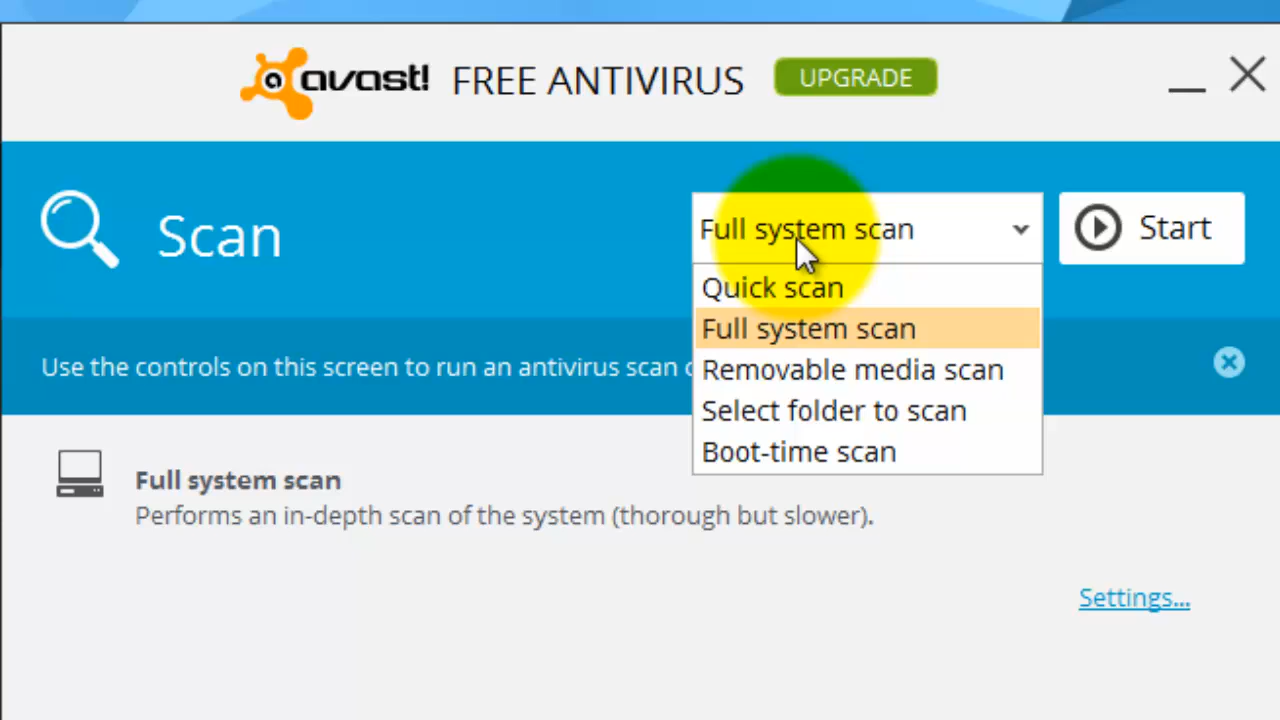 avast! FREE ANTIVIRUS UPGRADE
Scan
Full system scan
Start
Quick scan
Full system scan
Removable media scan
Select folder to scan
Boot-time scan
Use the controls on this screen to run an antivirus scan
Full system scan
Performs an in-depth scan of the system (thorough but slower).
Settings...